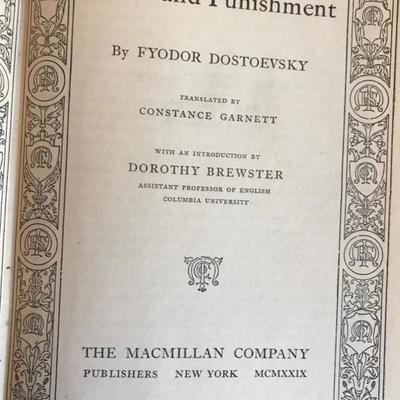 and Punishment
By FYODOR DOSTOEVSKY
TRANSLATED BY
CONSTANCE GARNETT
WITH AN INTRODUCTION BY
DOROTHY BREWSTER
ASSISTANT PROFESSOR OF ENGLISH
COLUMBIA UNIVERSITY
THE MACMILLAN COMPANY
PUBLISHERS NEW YORK MCMXXIX